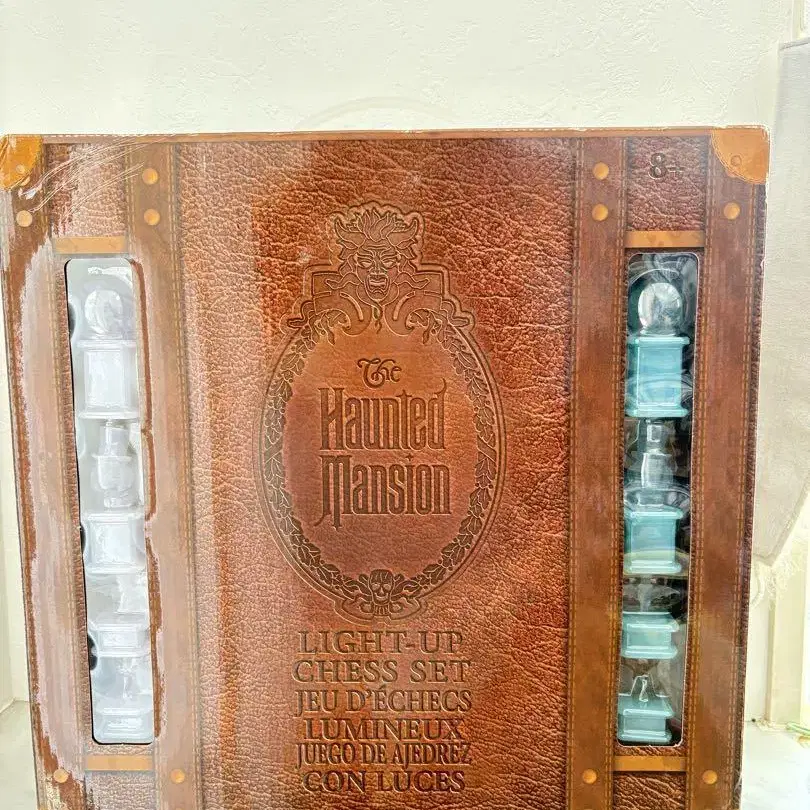 8+
The
Haunted
Mansion
LIGHT-UP
CHESS SET
JEU D'ÉCHECS
LUMINEUX
JUEGO DE AJEDREZ
CON LUCES